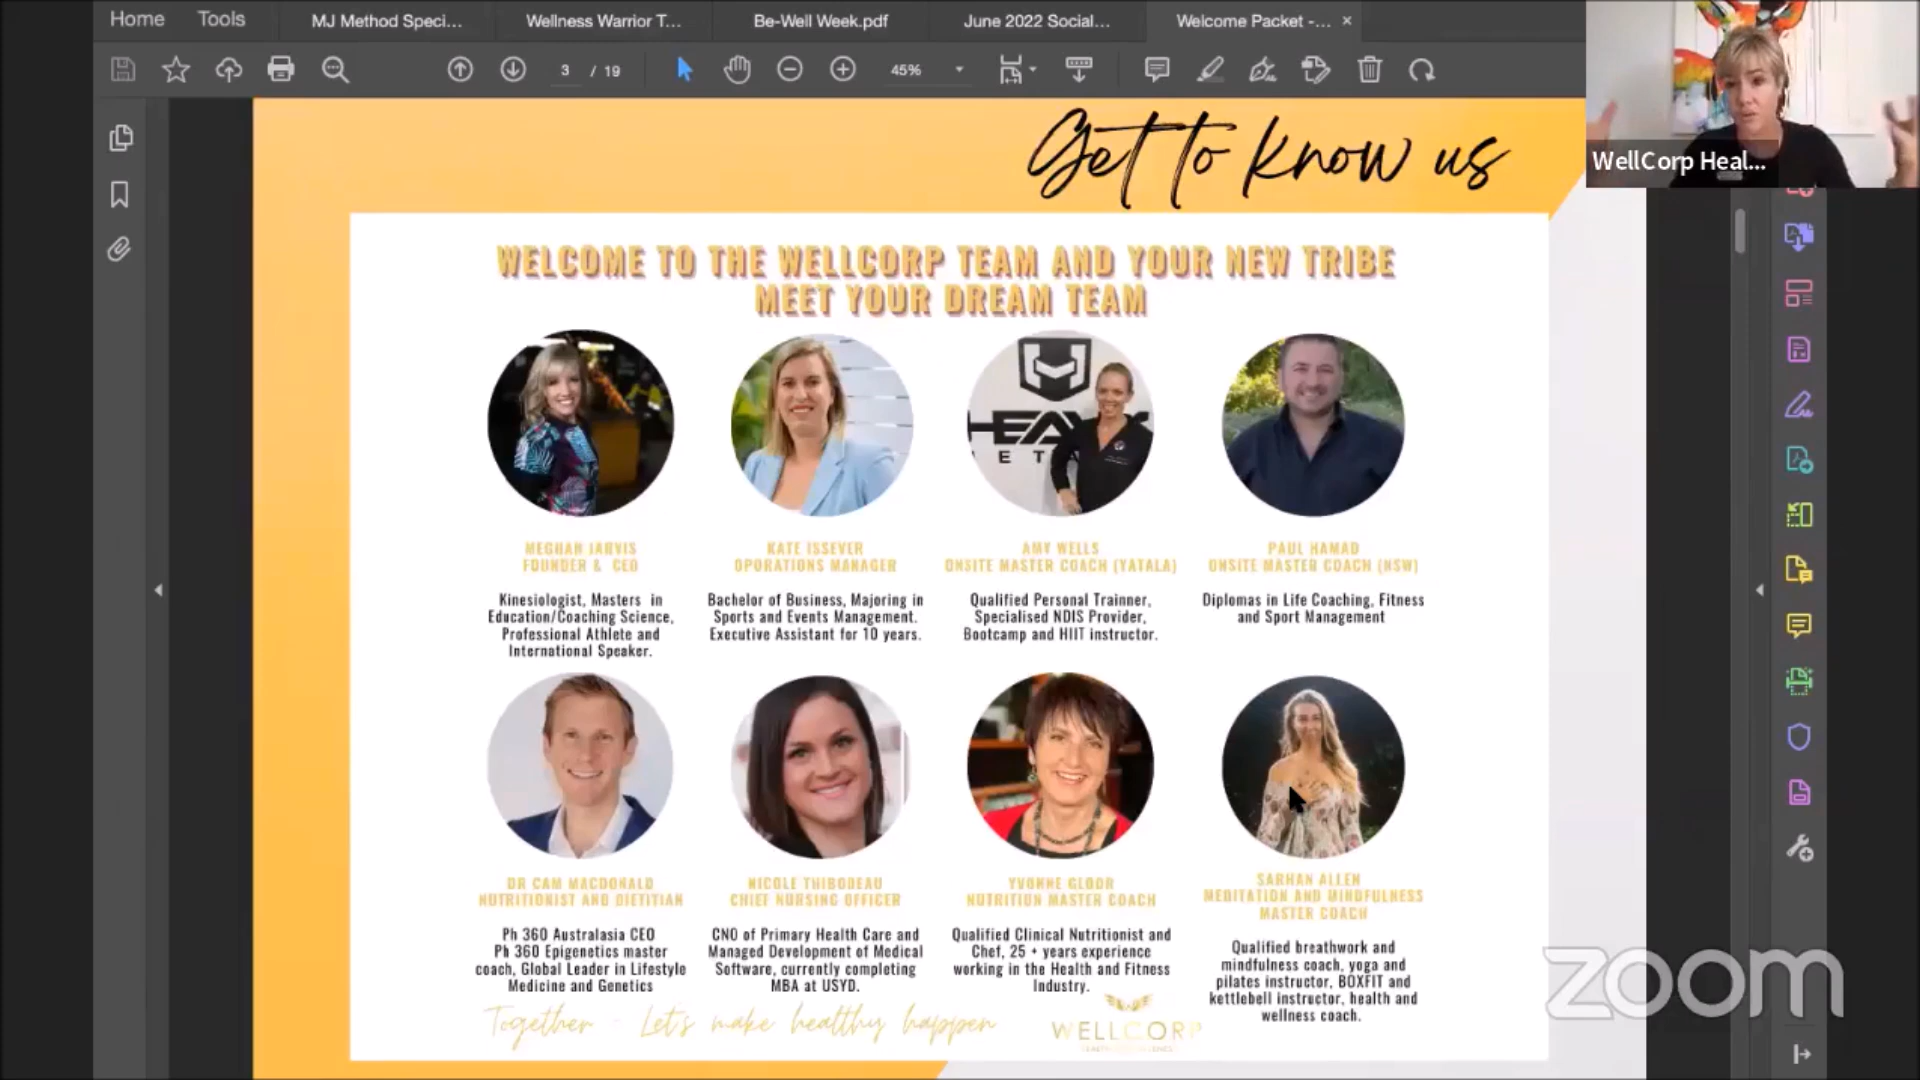 Home Tools MJ Method Speci... Wellness Warrior T... Be-Well Week.pdf June 2022 Social... Welcome Packet -... ×
3 / 19 45%
WellCorp Heal...
Get to know us
WELCOME TO THE WELLCORP TEAM AND YOUR NEW TRIBE
MEET YOUR DREAM TEAM
HEAV
MEGHAN JARVIS
FOUNDER & CEO
Kinesiologist, Masters in
Education/Coaching Science,
Professional Athlete and
International Speaker.
KATE ISSEVER
OPORATIONS MANAGER
Bachelor of Business, Majoring in
Sports and Events Management.
Executive Assistant for 10 years.
AMY WELLS
ONSITE MASTER COACH (YATALA)
Qualified Personal Trainner,
Specialised NDIS Provider,
Bootcamp and HIIT instructor.
PAUL HAMAD
ONSITE MASTER COACH (NSW)
Diplomas in Life Coaching, Fitness
and Sport Management
DR CAM MACDONALD
NUTRITIONIST AND DIETITIAN
Ph 360 Australasia CEO
Ph 360 Epigenetics master
coach, Global Leader in Lifestyle
Medicine and Genetics
NICOLE THIBODEAU
CHIEF NURSING OFFICER
CNO of Primary Health Care and
Managed Development of Medical
Software, currently completing
MBA at USYD.
YVONNE GLODR
NUTRITION MASTER COACH
Qualified Clinical Nutritionist and
Chef, 25 + years experience
working in the Health and Fitness
Industry.
SARHAN ALLEN
MEDITATION AND MINDFULNESS
MASTER COACH
Qualified breathwork and
mindfulness coach, yoga and
pilates instructor, BOXFIT and
kettlebell instructor, health and
wellness coach.
Together - Let's make healthy happen
WELLCORP
zoom